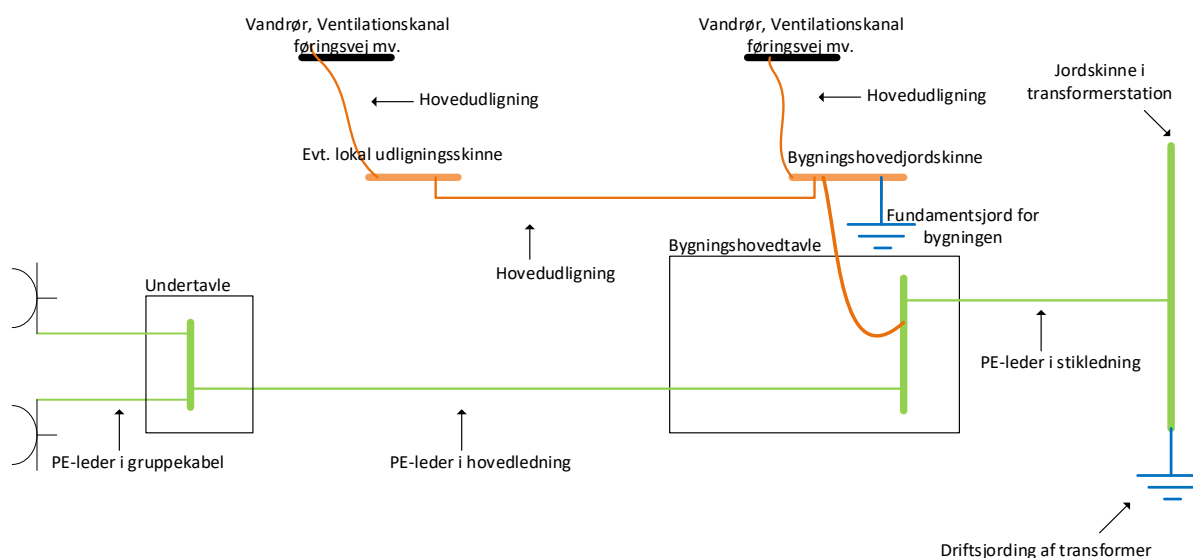 Vandrør, Ventilationskanal
føringsvej mv.
Vandrør, Ventilationskanal
føringsvej mv.
Jordskinne i
transformerstation
Hovedudligning
Hovedudligning
Evt. lokal udligningsskinne
Bygningshovedjordskinne
Fundamentsjord for
bygningen
Bygningshovedtavle
Hovedudligning
Undertavle
PE-leder i stikledning
PE-leder i gruppekabel
PE-leder i hovedledning
Driftsjording af transformer